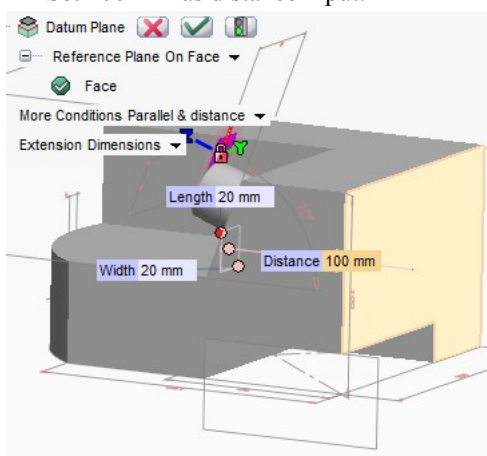 Datum Plane
Reference Plane On Face
Face
More Conditions Parallel & distance
Extension Dimensions
Y
Length 20 mm
Width 20 mm
Distance 100 mm